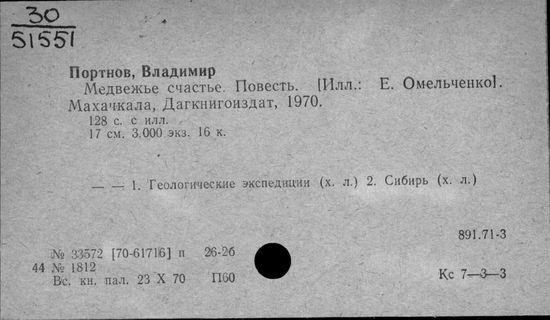 30
51551
Портнов, Владимир
Медвежье счастье. Повесть. [Илл.: Е. Омельченко].
Махачкала, Дагкнигоиздат, 1970.
128 с. с илл.
17 см. 3.000 экз. 16 к.
— — 1. Геологические экспедиции (х. л.) 2. Сибирь (х. л.)
891.71-3
№ 33572 [70-61716] п 26-26
44 № 1812
Вс. кн. пал. 23 X 70 П60
Кс 7—3—3